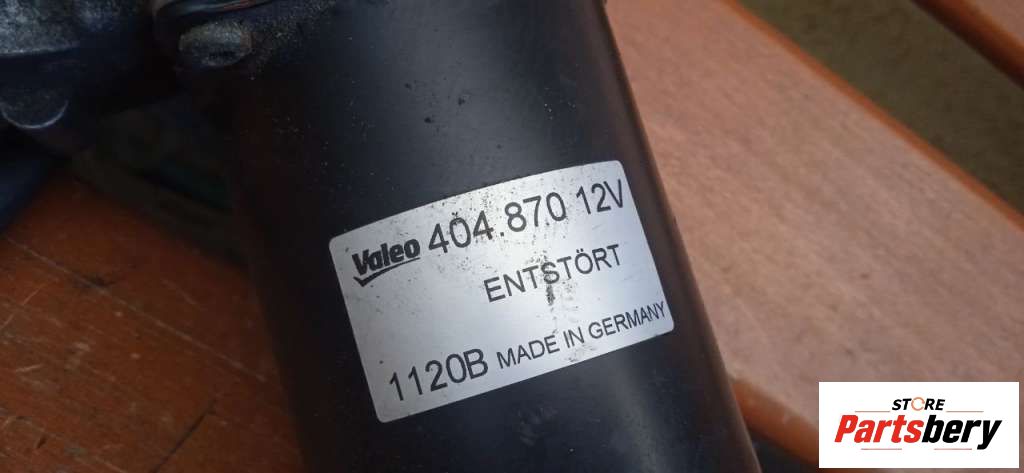 Valeo 404.870 12V
ENTSTÖRT
1120B MADE IN GERMANY
STORE
Partsbery